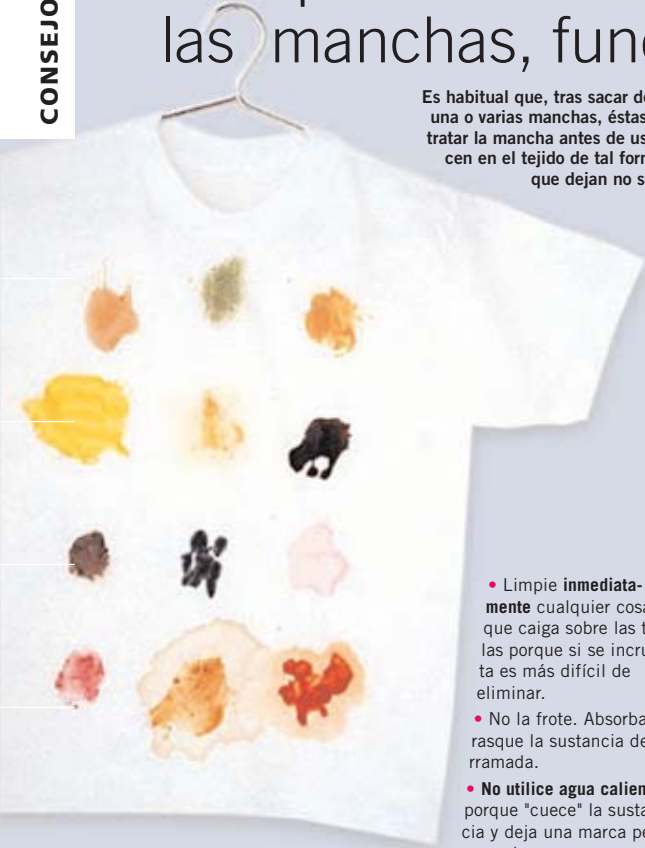 CONSEJO
las manchas, fun
Es habitual que, tras sacar d
una o varias manchas, éstas
tratar la mancha antes de us
cen en el tejido de tal for
que dejan no s
• Limpie inmediata-
mente cualquier cosa
que caiga sobre las t
las porque si se incru
ta es más difícil de
eliminar.
• No la frote. Absorba
rasque la sustancia de
rramada.
• No utilice agua calien
porque "cuece" la susta
cia y deja una marca pe